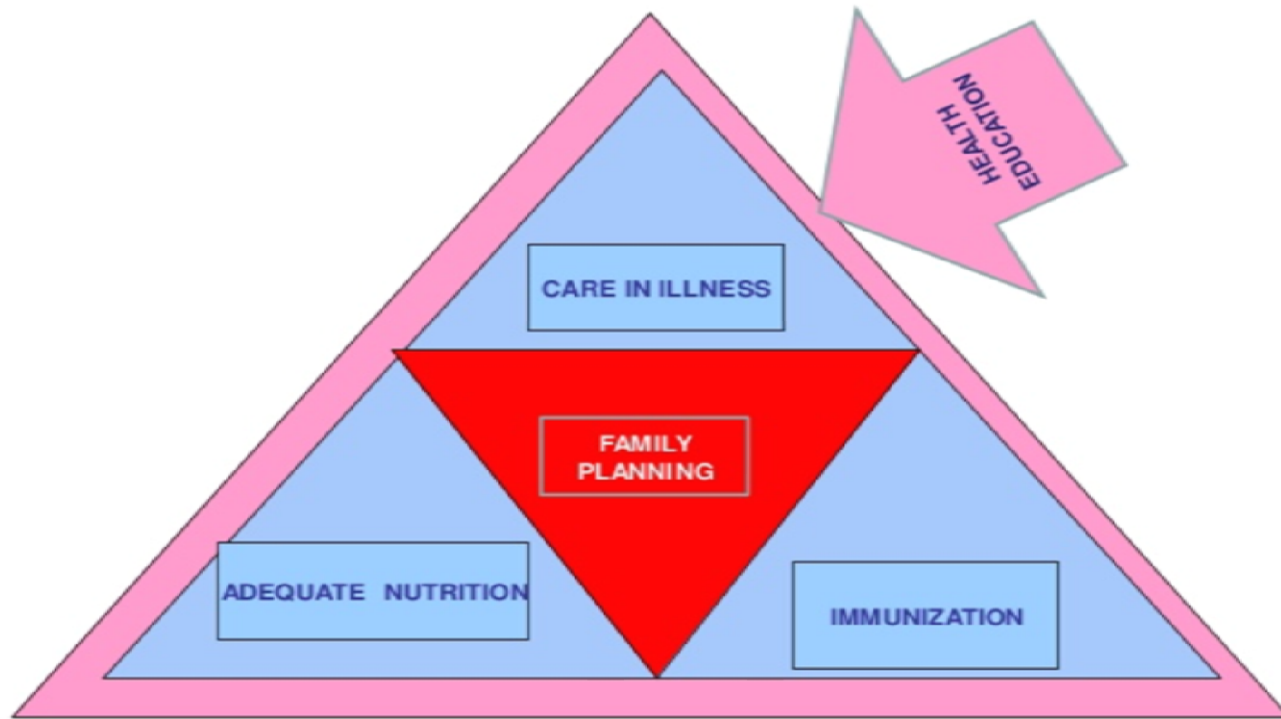 HEALTH
EDUCATION
CARE IN ILLNESS
FAMILY
PLANNING
ADEQUATE NUTRITION
IMMUNIZATION